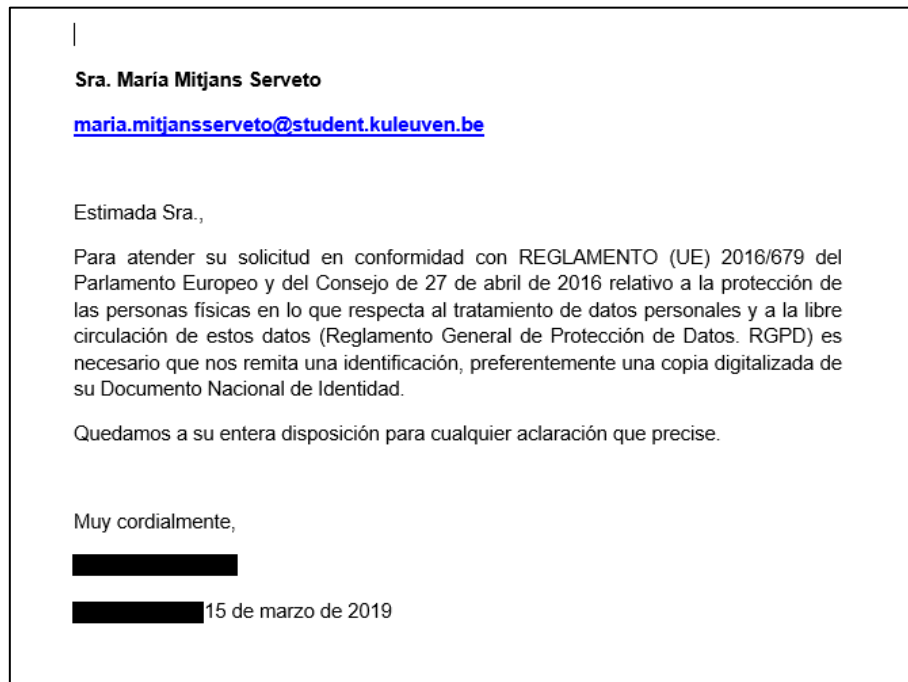 Sra. María Mitjans Serveto
maria.mitjansserveto@student.kuleuven.be
Estimada Sra.,
Para atender su solicitud en conformidad con REGLAMENTO (UE) 2016/679 del
Parlamento Europeo y del Consejo de 27 de abril de 2016 relativo a la protección de
las personas físicas en lo que respecta al tratamiento de datos personales y a la libre
circulación de estos datos (Reglamento General de Protección de Datos. RGPD) es
necesario que nos remita una identificación, preferentemente una copia digitalizada de
su Documento Nacional de Identidad.
Quedamos a su entera disposición para cualquier aclaración que precise.
Muy cordialmente,
15 de marzo de 2019